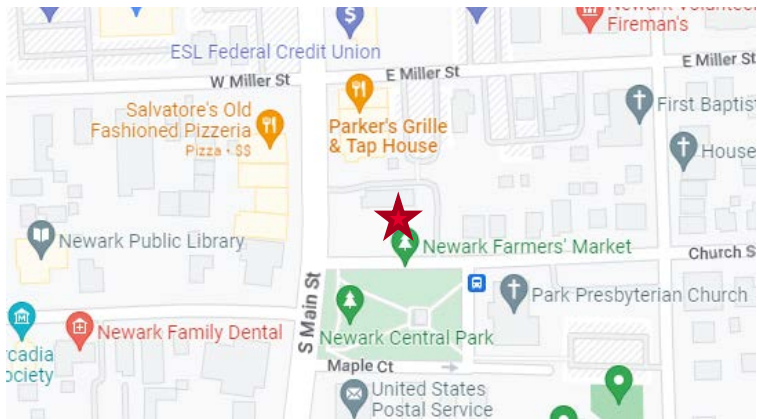 Newark Volunteer
Fireman's
ESL Federal Credit Union
W Miller St
E Miller St
E Miller St
Salvatore's Old
Fashioned Pizzeria
Pizza • $$
Parker's Grille
& Tap House
First Baptis
House
Newark Public Library
Newark Farmers' Market
Church S
S Main St
Park Presbyterian Church
Newark Central Park
Newark Family Dental
rcadia
ociety
Maple Ct
United States
Postal Service